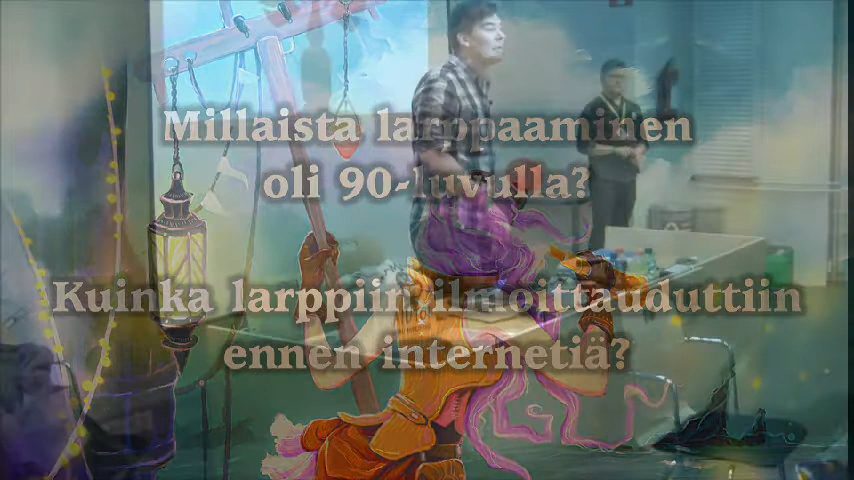 Millaista larppaaminen
oli 90-luvulla?
Kuinka larppiin ilmoittauduttiin
ennen internetiä?